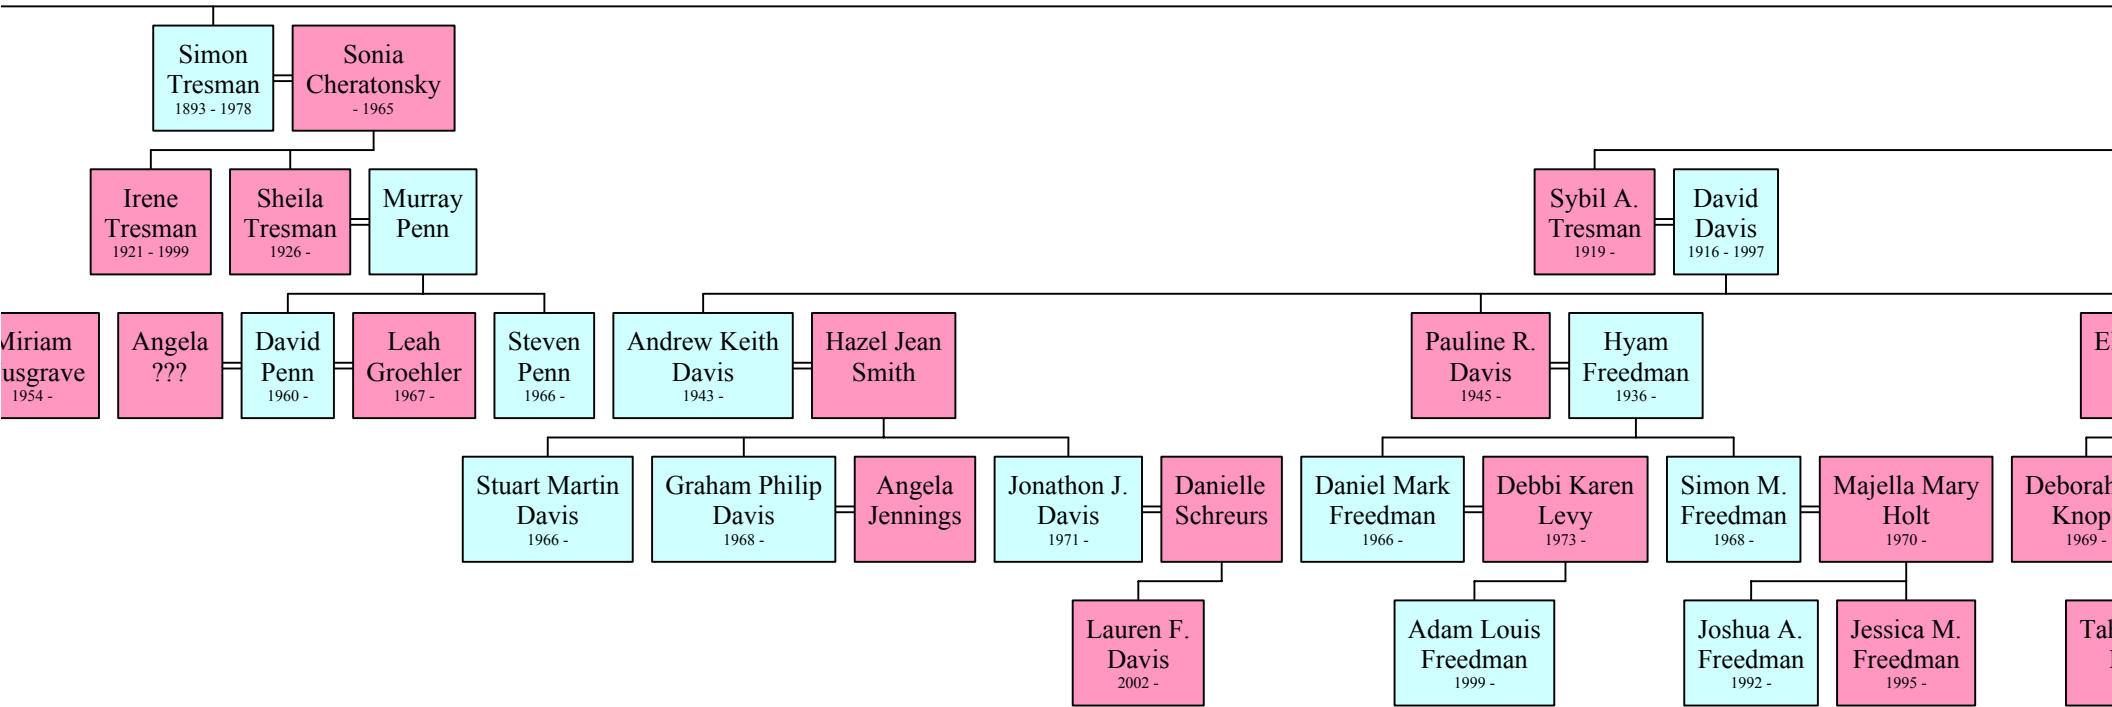 Simon
Tresman
1893 - 1978
Sonia
Cheratonsky
- 1965
Irene
Tresman
1921 - 1999
Sheila
Tresman
1926 -
Murray
Penn
Sybil A.
Tresman
1919 -
David
Davis
1916 - 1997
Miriam
usgrave
1954 -
Angela
???
David
Penn
1960 -
Leah
Groehler
1967 -
Steven
Penn
1966 -
Andrew Keith
Davis
1943 -
Hazel Jean
Smith
Pauline R.
Davis
1945 -
Hyam
Freedman
1936 -
Stuart Martin
Davis
1966 -
Graham Philip
Davis
1968 -
Angela
Jennings
Jonathon J.
Davis
1971 -
Danielle
Schreurs
Daniel Mark
Freedman
1966 -
Debbi Karen
Levy
1973 -
Simon M.
Freedman
1968 -
Majella Mary
Holt
1970 -
Deborah
Knop
1969 -
Lauren F.
Davis
2002 -
Adam Louis
Freedman
1999 -
Joshua A.
Freedman
1992 -
Jessica M.
Freedman
1995 -